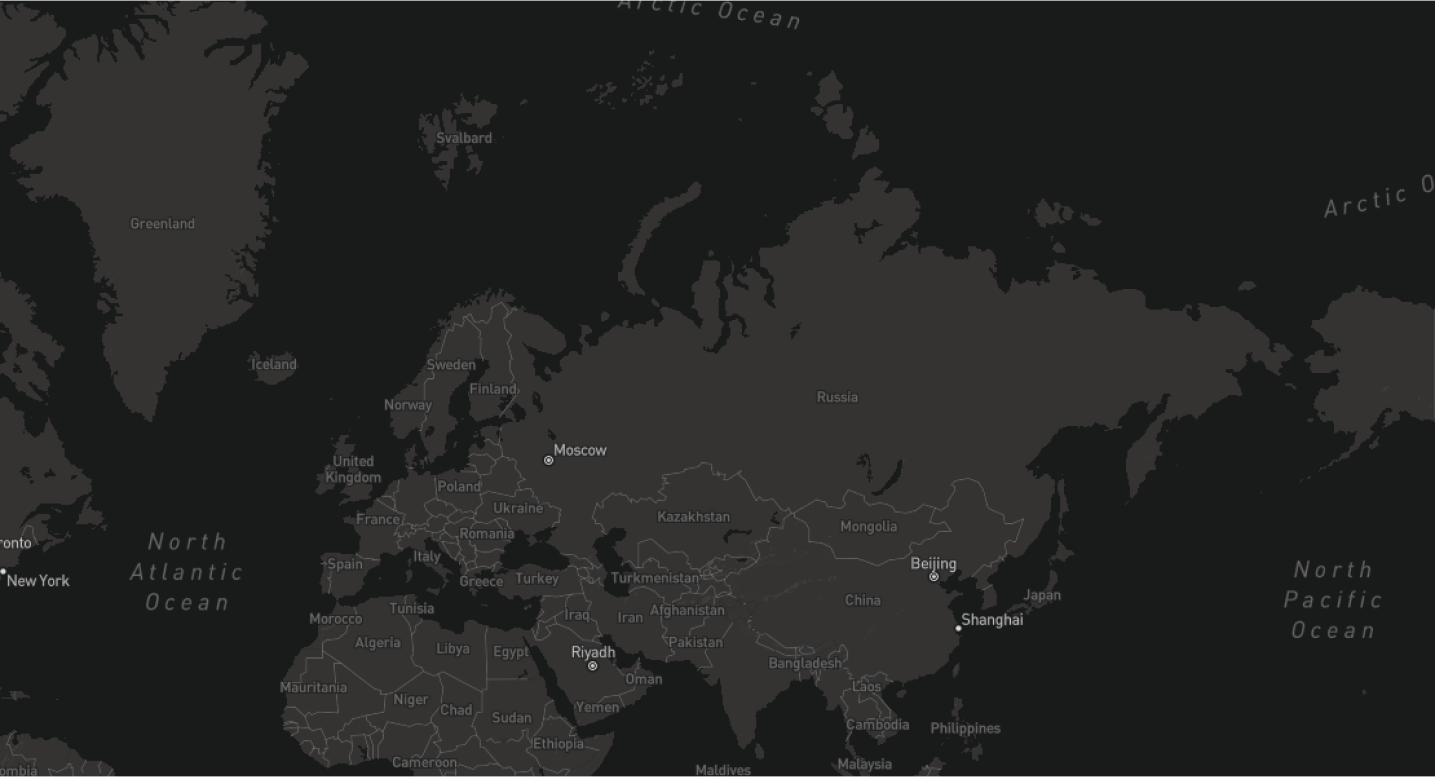 Arctic Ocean
Svalbard
Arctic O
Greenland
Iceland
Sweden
Finland
Norway
Russia
Moscow
United
Kingdom
Poland
Ukraine
Kazakhstan
Mongolia
France
Romania
ronto
New York
North
Atlantic
Ocean
Italy
Spain
Greece
Turkey
Turkmenistan
Beijing
North
Pacific
Ocean
China
Japan
Shanghai
Tunisia
Morocco
Iraq
Iran
Afghanistan
Algeria
Libya
Egypt
Pakistan
Riyadh
Bangladesh
Oman
Mauritania
Laos
Niger
Chad
Sudan
Yemen
Cambodia
Philippines
Ethiopia
Cameroon
Malaysia
Maldives
ombia